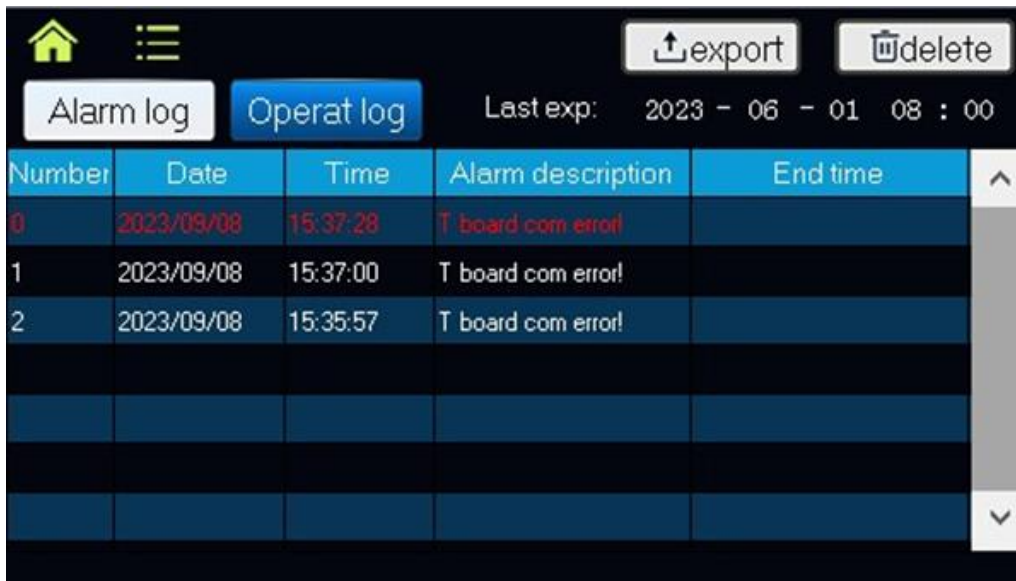 export delete
Alarm log Operat log Last exp: 2023 - 06 - 01 08 : 00
Number Date Time Alarm description End time
0 2023/09/08 15:37:28 T board com error!
1 2023/09/08 15:37:00 T board com error!
2 2023/09/08 15:35:57 T board com error!